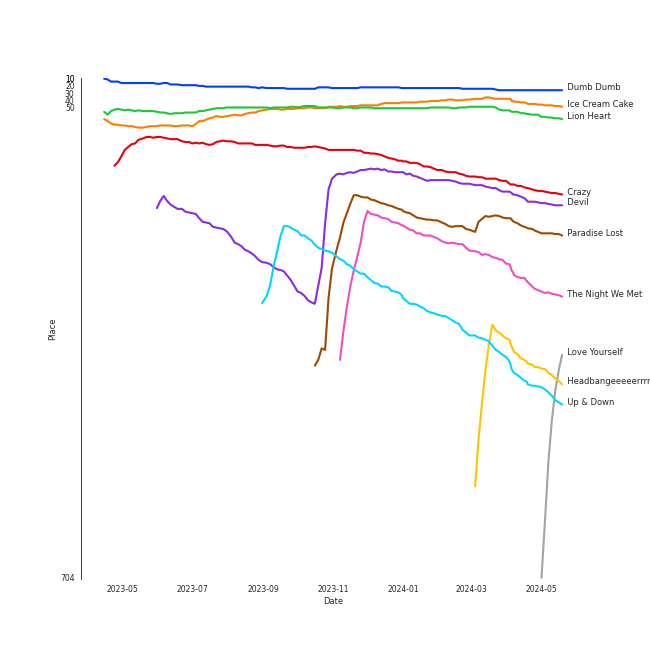 10
20
30
40
50
704
Place
2023-05
2023-07
2023-09
2023-11
2024-01
2024-03
2024-05
Date
Dumb Dumb
Ice Cream Cake
Lion Heart
Crazy
Devil
Paradise Lost
The Night We Met
Love Yourself
Headbangeeeeerrrr
Up & Down